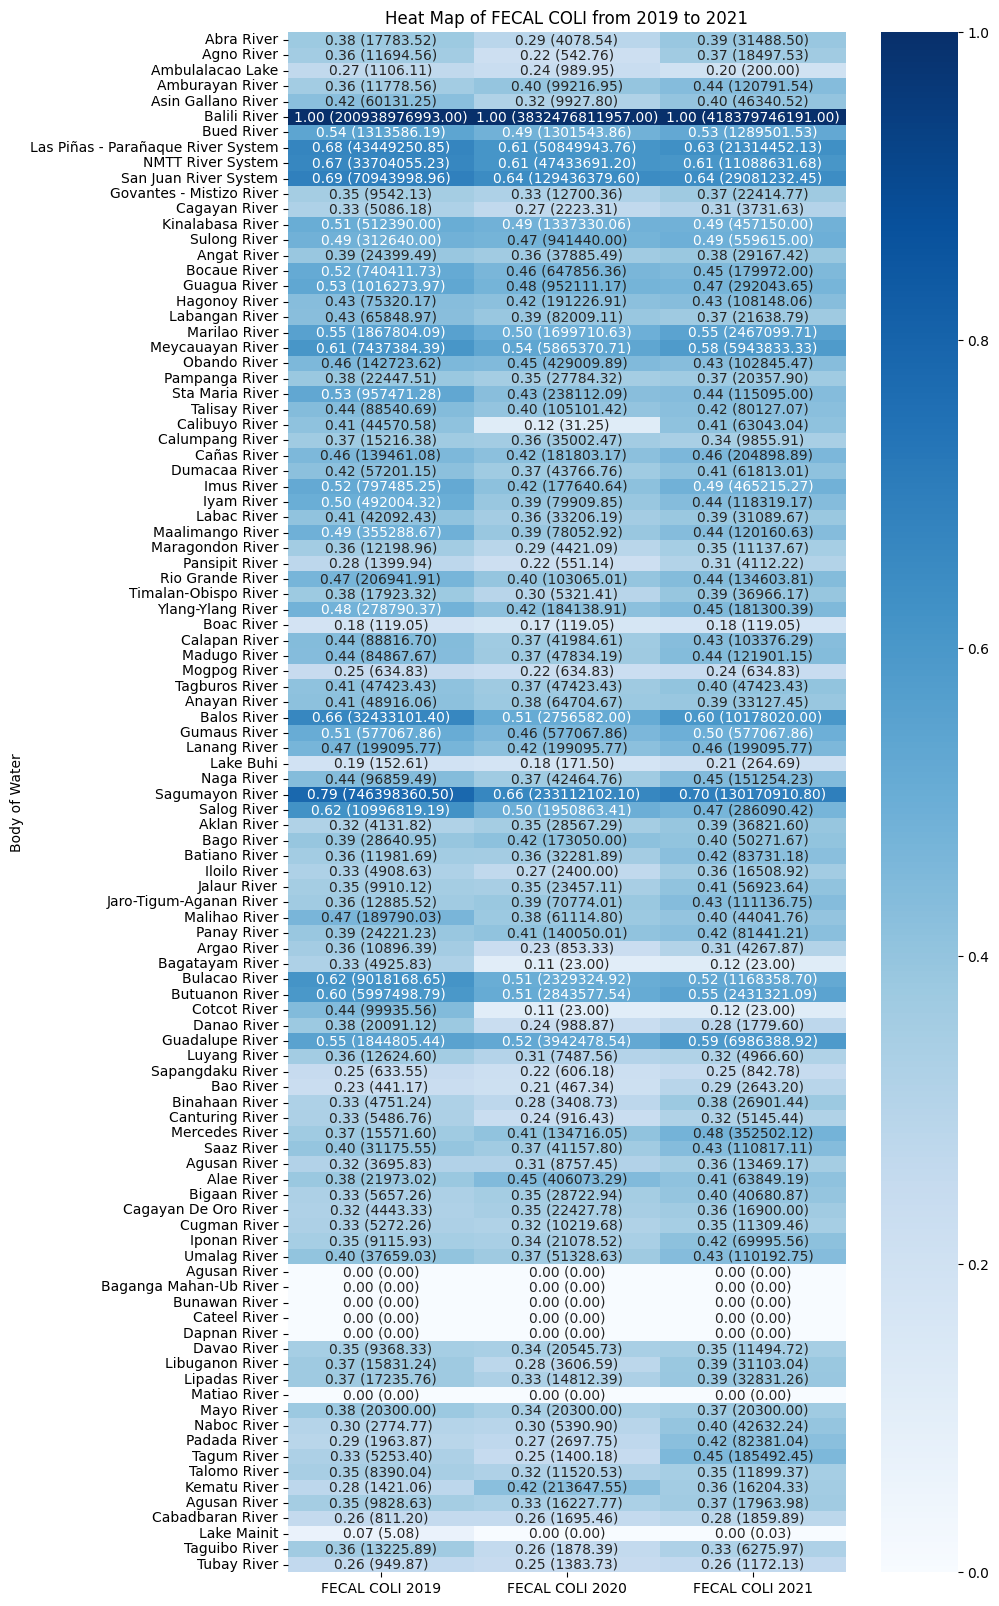 Heat Map of FECAL COLI from 2019 to 2021
Abra River 0.38 (17783.52) 0.29 (4078.54) 0.39 (31488.50)
Agno River 0.36 (11694.56) 0.22 (542.76) 0.37 (18497.53)
Ambulalacao Lake 0.27 (1106.11) 0.24 (989.95) 0.20 (200.00)
Amburayan River 0.36 (11778.56) 0.40 (99216.95) 0.44 (120791.54)
Asin Gallano River 0.42 (60131.25) 0.32 (9927.80) 0.40 (46340.52)
Balili River 1.00 (200938976993.00) 1.00 (3832476811957.00) 1.00 (418379746191.00)
Bued River 0.54 (1313586.19) 0.49 (1301543.86) 0.53 (1289501.53)
Las Piñas - Parañaque River System 0.68 (43449250.85) 0.61 (50849943.76) 0.63 (21314452.13)
NMTT River System 0.67 (33704055.23) 0.61 (47433691.20) 0.61 (11088631.68)
San Juan River System 0.69 (70943998.96) 0.64 (129436379.60) 0.64 (29081232.45)
Govantes - Mistizo River 0.35 (9542.13) 0.33 (12700.36) 0.37 (22414.77)
Cagayan River 0.33 (5086.18) 0.27 (2223.31) 0.31 (3731.63)
Kinalabasa River 0.51 (512390.00) 0.49 (1337330.06) 0.49 (457150.00)
Sulong River 0.49 (312640.00) 0.47 (941440.00) 0.49 (559615.00)
Angat River 0.39 (24399.49) 0.36 (37885.49) 0.38 (29167.42)
Bocaue River 0.52 (740411.73) 0.46 (647856.36) 0.45 (179972.00)
Guagua River 0.53 (1016273.97) 0.48 (952111.17) 0.47 (292043.65)
Hagonoy River 0.43 (75320.17) 0.42 (191226.91) 0.43 (108148.06)
Labangan River 0.43 (65848.97) 0.39 (82009.11) 0.37 (21638.79)
Marilao River 0.55 (1867804.09) 0.50 (1699710.63) 0.55 (2467099.71)
Meycauayan River 0.61 (7437384.39) 0.54 (5865370.71) 0.58 (5943833.33)
Obando River 0.46 (142723.62) 0.45 (429009.89) 0.43 (102845.47)
Pampanga River 0.38 (22447.51) 0.35 (27784.32) 0.37 (20357.90)
Sta Maria River 0.53 (957471.28) 0.43 (238112.09) 0.44 (115095.00)
Talisay River 0.44 (88540.69) 0.40 (105101.42) 0.42 (80127.07)
Calibuyo River 0.41 (44570.58) 0.12 (31.25) 0.41 (63043.04)
Calumpang River 0.37 (15216.38) 0.36 (35002.47) 0.34 (9855.91)
Cañas River 0.46 (139461.08) 0.42 (181803.17) 0.46 (204898.89)
Dumacaa River 0.42 (57201.15) 0.37 (43766.76) 0.41 (61813.01)
Imus River 0.52 (797485.25) 0.42 (177640.64) 0.49 (465215.27)
Iyam River 0.50 (492004.32) 0.39 (79909.85) 0.44 (118319.17)
Labac River 0.41 (42092.43) 0.36 (33206.19) 0.39 (31089.67)
Maalimango River 0.49 (355288.67) 0.39 (78052.92) 0.44 (120160.63)
Maragondon River 0.36 (12198.96) 0.29 (4421.09) 0.35 (11137.67)
Pansipit River 0.28 (1399.94) 0.22 (551.14) 0.31 (4112.22)
Rio Grande River 0.47 (206941.91) 0.40 (103065.01) 0.44 (134603.81)
Timalan-Obispo River 0.38 (17923.32) 0.30 (5321.41) 0.39 (36966.17)
Ylang-Ylang River 0.48 (278790.37) 0.42 (184138.91) 0.45 (181300.39)
Boac River 0.18 (119.05) 0.17 (119.05) 0.18 (119.05)
Calapan River 0.44 (88816.70) 0.37 (41984.61) 0.43 (103376.29)
Madugo River 0.44 (84867.67) 0.37 (47834.19) 0.44 (121901.15)
Mogpog River 0.25 (634.83) 0.22 (634.83) 0.24 (634.83)
Tagburos River 0.41 (47423.43) 0.37 (47423.43) 0.40 (47423.43)
Anayan River 0.41 (48916.06) 0.38 (64704.67) 0.39 (33127.45)
Balos River 0.66 (32433101.40) 0.51 (2756582.00) 0.60 (10178020.00)
Gumaus River 0.51 (577067.86) 0.46 (577067.86) 0.50 (577067.86)
Lanang River 0.47 (199095.77) 0.42 (199095.77) 0.46 (199095.77)
Lake Buhi 0.19 (152.61) 0.18 (171.50) 0.21 (264.69)
Naga River 0.44 (96859.49) 0.37 (42464.76) 0.45 (151254.23)
Sagumayon River 0.79 (746398360.50) 0.66 (233112102.10) 0.70 (130170910.80)
Salog River 0.62 (10996819.19) 0.50 (1950863.41) 0.47 (286090.42)
Aklan River 0.32 (4131.82) 0.35 (28567.29) 0.39 (36821.60)
Bago River 0.39 (28640.95) 0.42 (173050.00) 0.40 (50271.67)
Batiano River 0.36 (11981.69) 0.36 (32281.89) 0.42 (83731.18)
Iloilo River 0.33 (4908.63) 0.27 (2400.00) 0.36 (16508.92)
Jalaur River 0.35 (9910.12) 0.35 (23457.11) 0.41 (56923.64)
Jaro-Tigum-Aganan River 0.36 (12885.52) 0.39 (70774.01) 0.43 (111136.75)
Malihao River 0.47 (189790.03) 0.38 (61114.80) 0.40 (44041.76)
Panay River 0.39 (24221.23) 0.41 (140050.01) 0.42 (81441.21)
Argao River 0.36 (10896.39) 0.23 (853.33) 0.31 (4267.87)
Bagatayam River 0.33 (4925.83) 0.11 (23.00) 0.12 (23.00)
Bulacao River 0.62 (9018168.65) 0.51 (2329324.92) 0.52 (1168358.70)
Butuanon River 0.60 (5997498.79) 0.51 (2843577.54) 0.55 (2431321.09)
Cotcot River 0.44 (99935.56) 0.11 (23.00) 0.12 (23.00)
Danao River 0.38 (20091.12) 0.24 (988.87) 0.28 (1779.60)
Guadalupe River 0.55 (1844805.44) 0.52 (3942478.54) 0.59 (6986388.92)
Luyang River 0.36 (12624.60) 0.31 (7487.56) 0.32 (4966.60)
Sapangdaku River 0.25 (633.55) 0.22 (606.18) 0.25 (842.78)
Bao River 0.23 (441.17) 0.21 (467.34) 0.29 (2643.20)
Binahaan River 0.33 (4751.24) 0.28 (3408.73) 0.38 (26901.44)
Canturing River 0.33 (5486.76) 0.24 (916.43) 0.32 (5145.44)
Mercedes River 0.37 (15571.60) 0.41 (134716.05) 0.48 (352502.12)
Saaz River 0.40 (31175.55) 0.37 (41157.80) 0.43 (110817.11)
Agusan River 0.32 (3695.83) 0.31 (8757.45) 0.36 (13469.17)
Alae River 0.38 (21973.02) 0.45 (406073.29) 0.41 (63849.19)
Bigaan River 0.33 (5657.26) 0.35 (28722.94) 0.40 (40680.87)
Cagayan De Oro River 0.32 (4443.33) 0.35 (22427.78) 0.36 (16900.00)
Cugman River 0.33 (5272.26) 0.32 (10219.68) 0.35 (11309.46)
Iponan River 0.35 (9115.93) 0.34 (21078.52) 0.42 (69995.56)
Umalag River 0.40 (37659.03) 0.37 (51328.63) 0.43 (110192.75)
Agusan River 0.00 (0.00) 0.00 (0.00) 0.00 (0.00)
Baganga Mahan-Ub River 0.00 (0.00) 0.00 (0.00) 0.00 (0.00)
Bunawan River 0.00 (0.00) 0.00 (0.00) 0.00 (0.00)
Cateel River 0.00 (0.00) 0.00 (0.00) 0.00 (0.00)
Dapnan River 0.00 (0.00) 0.00 (0.00) 0.00 (0.00)
Davao River 0.35 (9368.33) 0.34 (20545.73) 0.35 (11494.72)
Libuganon River 0.37 (15831.24) 0.28 (3606.59) 0.39 (31103.04)
Lipadas River 0.37 (17235.76) 0.33 (14812.39) 0.39 (32831.26)
Matiao River 0.00 (0.00) 0.00 (0.00) 0.00 (0.00)
Mayo River 0.38 (20300.00) 0.34 (20300.00) 0.37 (20300.00)
Naboc River 0.30 (2774.77) 0.30 (5390.90) 0.40 (42632.24)
Padada River 0.29 (1963.87) 0.27 (2697.75) 0.42 (82381.04)
Tagum River 0.33 (5253.40) 0.25 (1400.18) 0.45 (185492.45)
Talomo River 0.35 (8390.04) 0.32 (11520.53) 0.35 (11899.37)
Kematu River 0.28 (1421.06) 0.42 (213647.55) 0.36 (16204.33)
Agusan River 0.35 (9828.63) 0.33 (16227.77) 0.37 (17963.98)
Cabadbaran River 0.26 (811.20) 0.26 (1695.46) 0.28 (1859.89)
Lake Mainit 0.07 (5.08) 0.00 (0.00) 0.00 (0.03)
Taguibo River 0.36 (13225.89) 0.26 (1878.39) 0.33 (6275.97)
Tubay River 0.26 (949.87) 0.25 (1383.73) 0.26 (1172.13)
FECAL COLI 2019 FECAL COLI 2020 FECAL COLI 2021
Body of Water
1.0
0.8
0.6
0.4
0.2
0.0